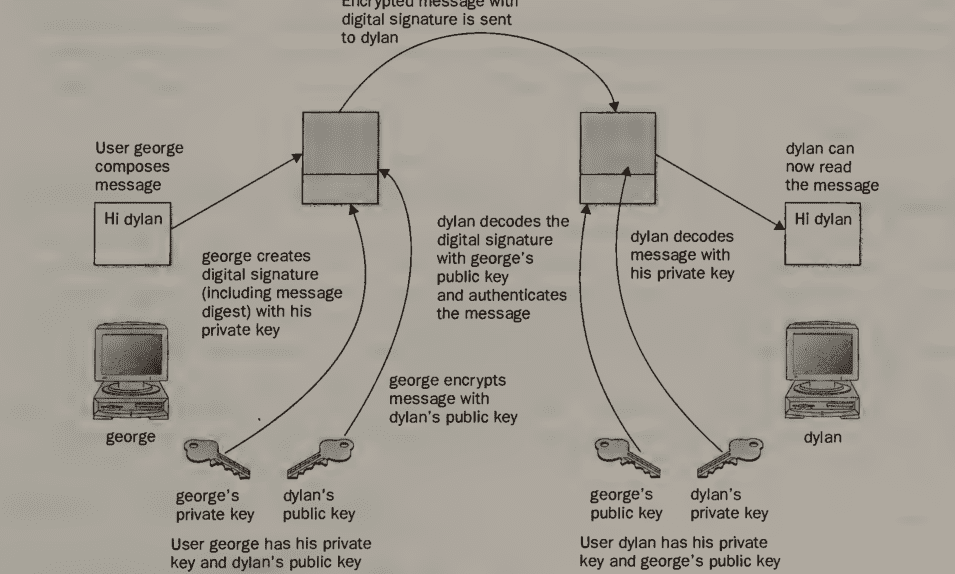 Encrypted message with
digital signature is sent
to dylan
User george
composes
message
Hi dylan
george creates
digital signature
(including message
digest) with his
private key
dylan decodes the
digital signature
with george's
public key
and authenticates
the message
dylan decodes
message with
his private key
dylan can
now read
the message
Hi dylan
george encrypts
message with
dylan's public key
george
dylan
george's
private key
dylan's
public key
User george has his private
key and dylan's public key
george's
public key
dylan's
private key
User dylan has his private
key and george's public key